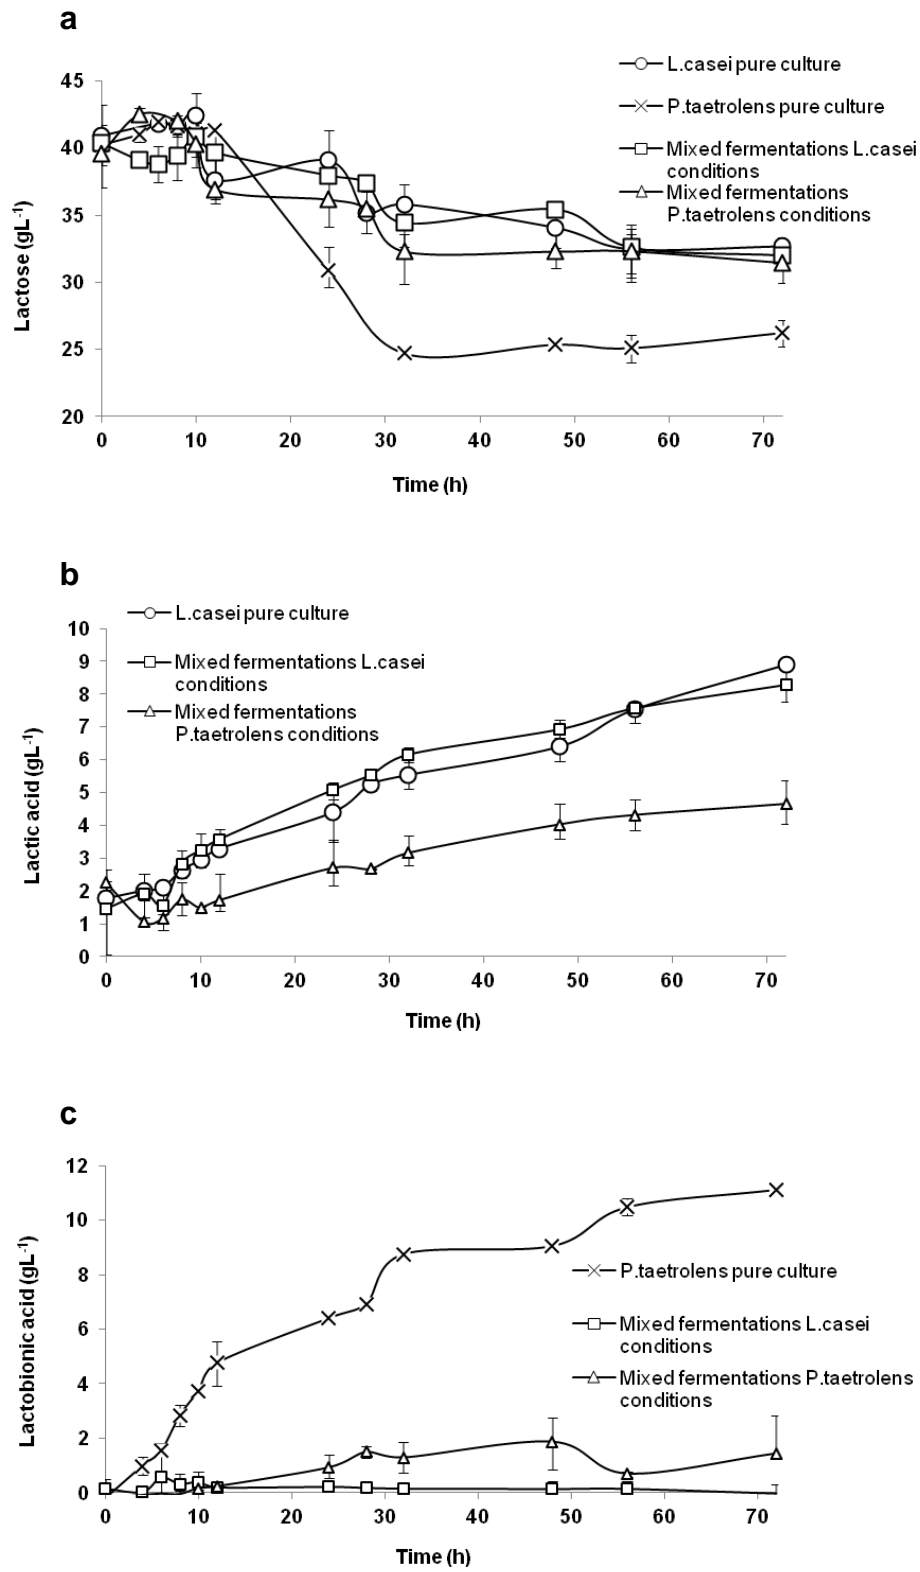 a
L.casei pure culture
P.taetrolens pure culture
Mixed fermentations L.casei
conditions
Mixed fermentations
P.taetrolens conditions
45
40
35
30
25
20
Lactose (gL-1)
0 10 20 30 40 50 60 70
Time (h)
b
L.casei pure culture
Mixed fermentations L.casei
conditions
Mixed fermentations
P.taetrolens conditions
10
9
8
7
6
5
4
3
2
1
0
Lactic acid (gL-1)
0 10 20 30 40 50 60 70
Time (h)
c
12
10
8
6
4
2
0
Lactobionic acid (gL-1)
P.taetrolens pure culture
Mixed fermentations L.casei
conditions
Mixed fermentations P.taetrolens
conditions
0 10 20 30 40 50 60 70
Time (h)